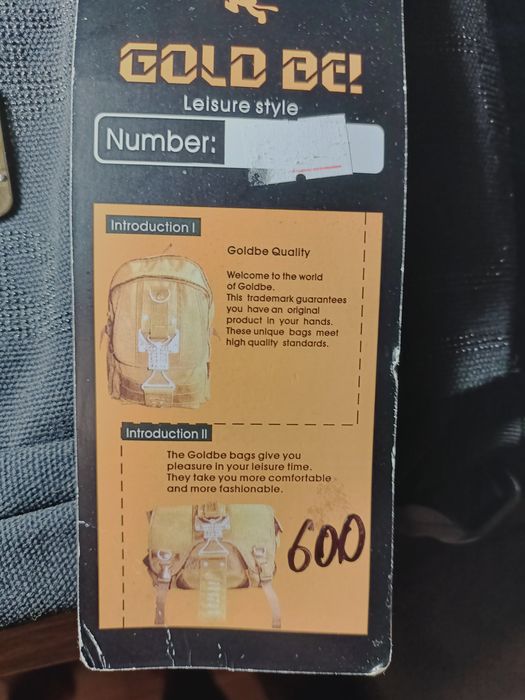 GOLD BE!
Leisure style
Number:
Introduction I
Goldbe Quality
Welcome to the world
of Goldbe.
This trademark guarantees
you have an original
product in your hands.
These unique bags meet
high quality standards.
Introduction II
The Goldbe bags give you
pleasure in your leisure time.
They take you more comfortable
and more fashionable.
600